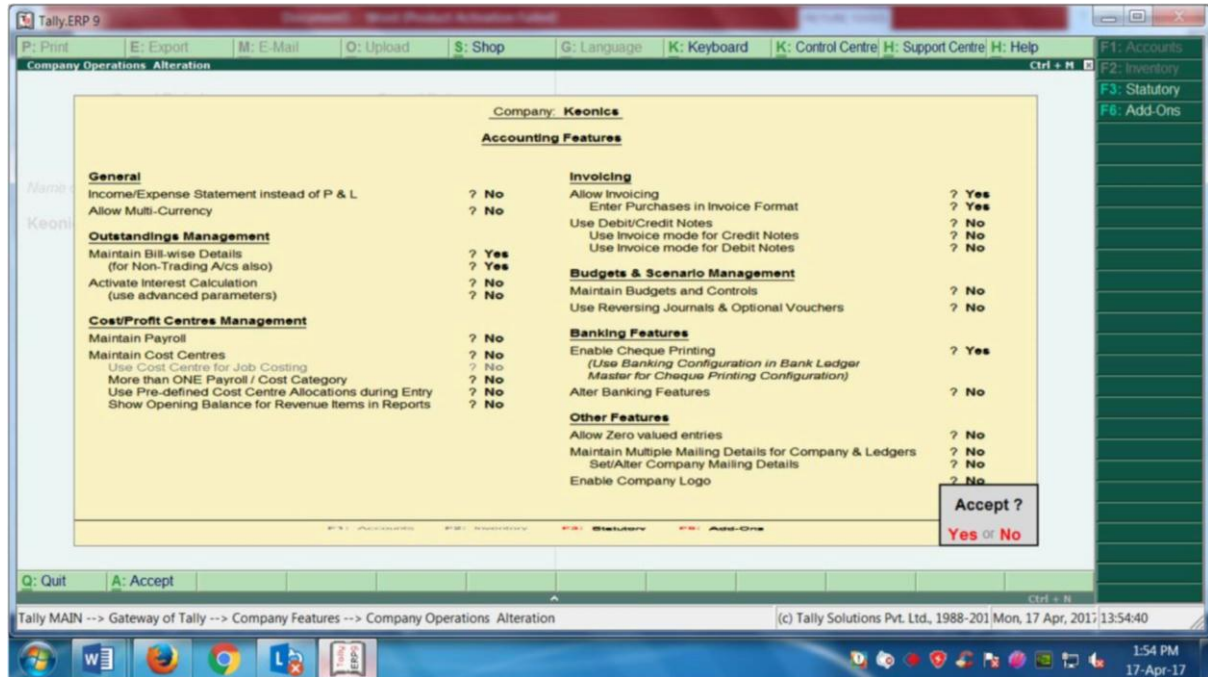 Tally.ERP 9
P: Print E: Export M: E-Mail O: Upload S: Shop G: Language K: Keyboard K: Control Centre H: Support Centre H: Help F1: Accounts
Company Operations Alteration Ctrl + M
F2: Inventory
F3: Statutory
F6: Add-Ons
Company: Keonics
Accounting Features
General
Income/Expense Statement instead of P & L ? No
Allow Multi-Currency ? No
Outstandings Management
Maintain Bill-wise Details ? Yes
(for Non-Trading A/cs also) ? Yes
Activate Interest Calculation ? No
(use advanced parameters) ? No
Cost/Profit Centres Management
Maintain Payroll ? No
Maintain Cost Centres ? No
Use Cost Centre for Job Costing ? No
More than ONE Payroll / Cost Category ? No
Use Pre-defined Cost Centre Allocations during Entry ? No
Show Opening Balance for Revenue Items in Reports ? No
Invoicing
Allow Invoicing ? Yes
Enter Purchases in Invoice Format ? Yes
Use Debit/Credit Notes ? No
Use Invoice mode for Credit Notes ? No
Use Invoice mode for Debit Notes ? No
Budgets & Scenario Management
Maintain Budgets and Controls ? No
Use Reversing Journals & Optional Vouchers ? No
Banking Features
Enable Cheque Printing ? Yes
(Use Banking Configuration in Bank Ledger
Master for Cheque Printing Configuration)
Alter Banking Features ? No
Other Features
Allow Zero valued entries ? No
Maintain Multiple Mailing Details for Company & Ledgers ? No
Set/Alter Company Mailing Details ? No
Enable Company Logo ? No
F1: Accounts F2: Inventory F3: Statutory F6: Add-Ons
Accept ?
Yes or No
Q: Quit A: Accept
Ctrl + N
Tally MAIN --> Gateway of Tally --> Company Features --> Company Operations Alteration (c) Tally Solutions Pvt. Ltd., 1988-201 Mon, 17 Apr, 2017 13:54:40
1:54 PM
17-Apr-17